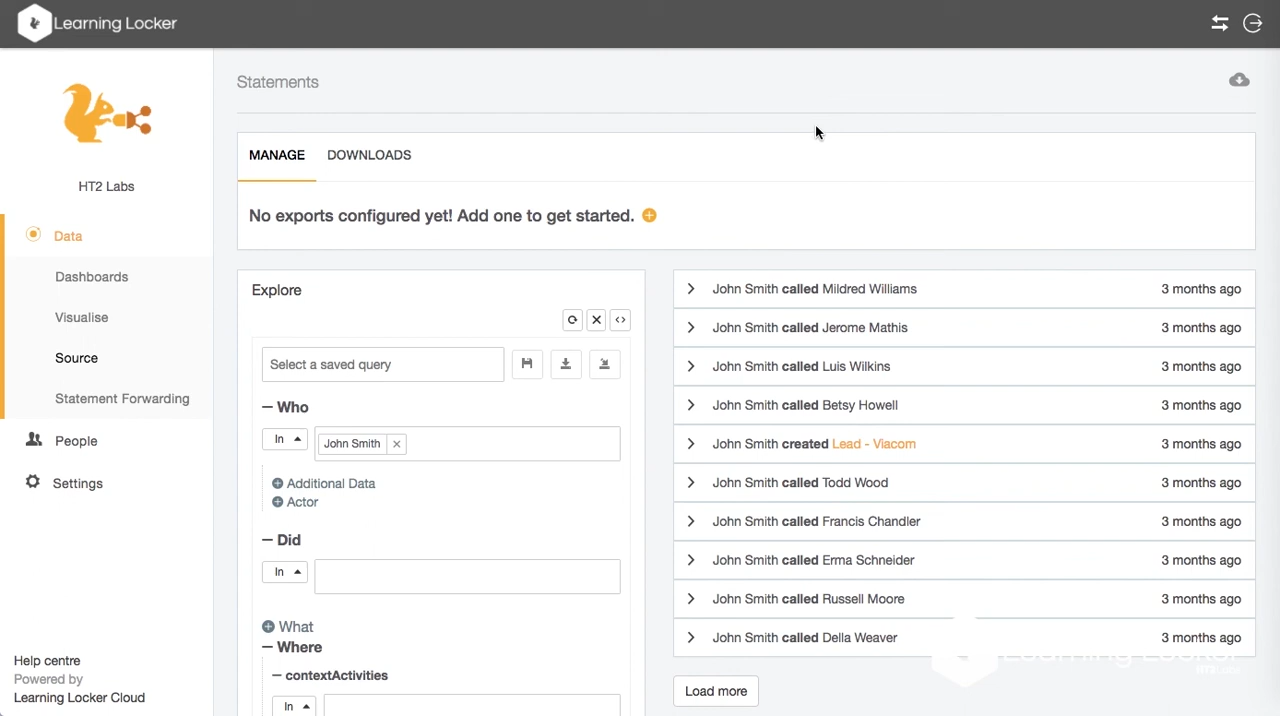 Learning Locker
HT2 Labs
Data
Dashboards
Visualise
Source
Statement Forwarding
People
Settings
Help centre
Powered by
Learning Locker Cloud
Statements
MANAGE
DOWNLOADS
No exports configured yet! Add one to get started.
Explore
Select a saved query
Who
In
John Smith
Additional Data
Actor
Did
In
What
Where
contextActivities
In
John Smith called Mildred Williams 3 months ago
John Smith called Jerome Mathis 3 months ago
John Smith called Luis Wilkins 3 months ago
John Smith called Betsy Howell 3 months ago
John Smith created Lead - Viacom 3 months ago
John Smith called Todd Wood 3 months ago
John Smith called Francis Chandler 3 months ago
John Smith called Erma Schneider 3 months ago
John Smith called Russell Moore 3 months ago
John Smith called Della Weaver 3 months ago
Learning Locker
Load more